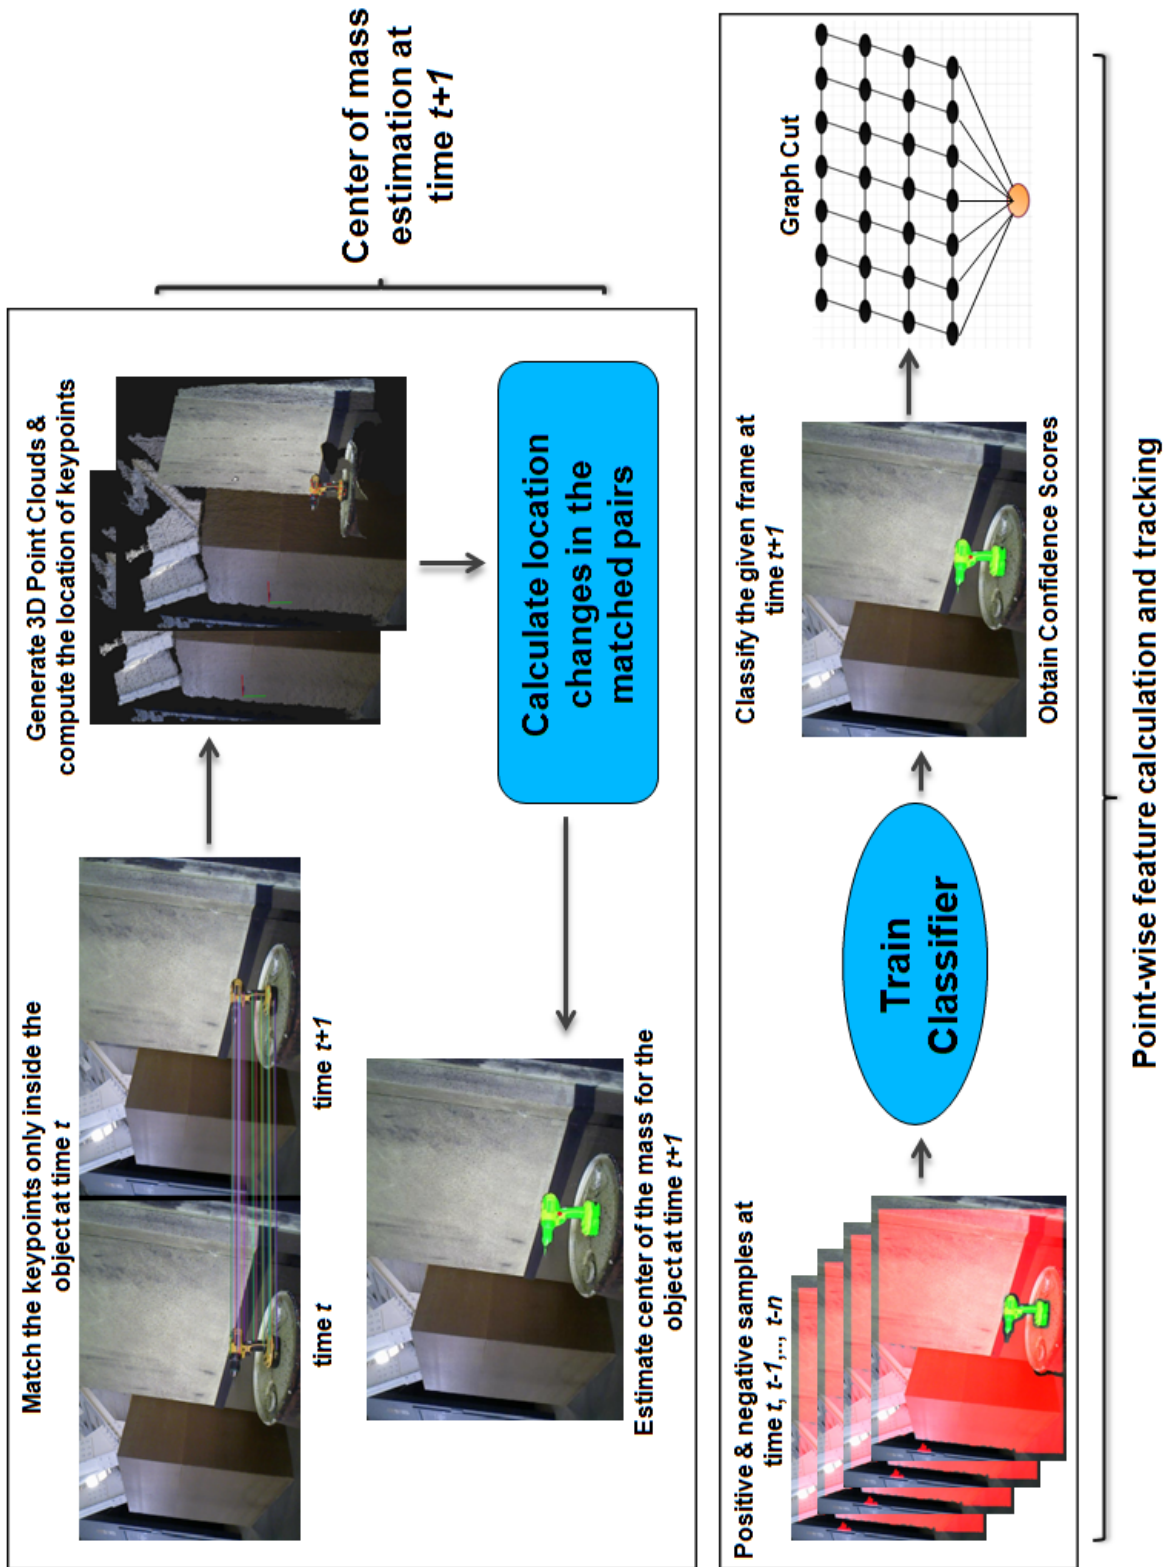 Match the keypoints only inside the
object at time t
time t
time t+1
Generate 3D Point Clouds &
compute the location of keypoints
Calculate location
changes in the
matched pairs
Estimate center of the mass for the
object at time t+1
Center of mass
estimation at
time t+1
Positive & negative samples at
time t, t-1,..., t-n
Train
Classifier
Classify the given frame at
time t+1
Obtain Confidence Scores
Graph Cut
Point-wise feature calculation and tracking